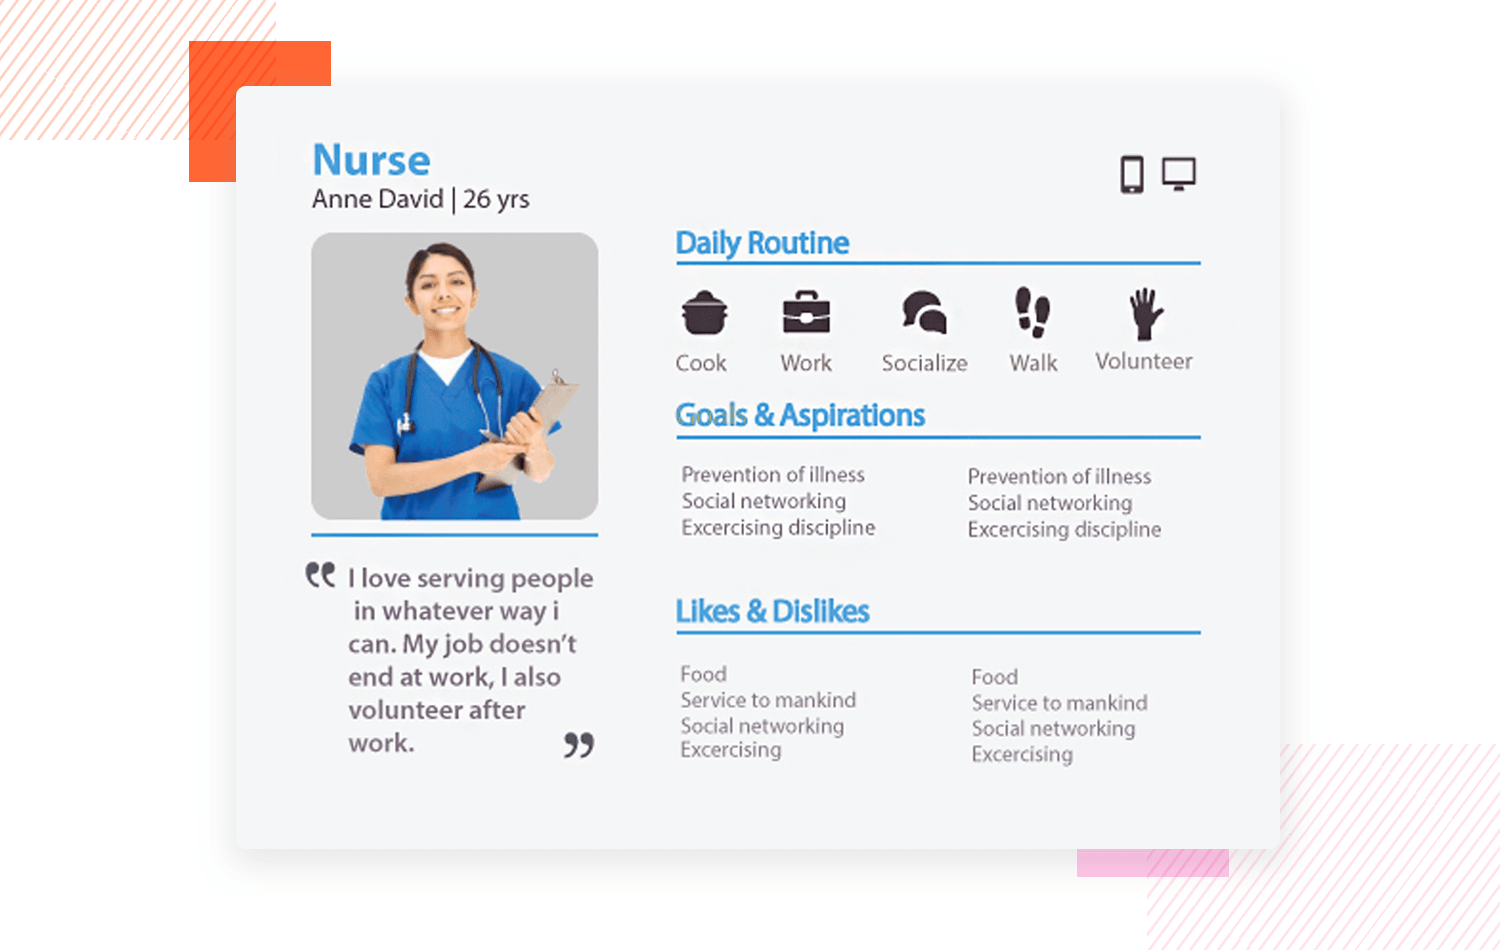 Nurse
Anne David | 26 yrs
“ I love serving people
in whatever way i
can. My job doesn’t
end at work, I also
volunteer after
work. ”
Daily Routine
Cook Work Socialize Walk Volunteer
Goals & Aspirations
Prevention of illness
Social networking
Excercising discipline
Prevention of illness
Social networking
Excercising discipline
Likes & Dislikes
Food
Service to mankind
Social networking
Excercising
Food
Service to mankind
Social networking
Excercising